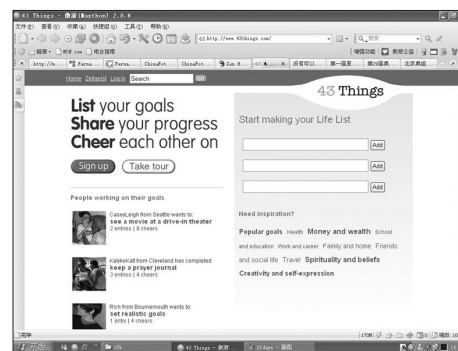 43 Things - 傲游(Maxthon) 2.0.8
文件(F) 查看(V) 收藏(A) 快捷组(G) 工具(T) 帮助(H)
http://www.43things.com/
Home Zeitgeist Login Search GO
43 Things
List your goals
Share your progress
Cheer each other on
Sign up Take tour
Start making your Life List
Add
Add
Add
People working on their goals
CaseyLeigh from Seattle wants to:
see a movie at a drive-in theater
2 entries | 8 cheers
KalykoKatt from Cleveland has completed:
keep a prayer journal
3 entries | 4 cheers
Rich from Bournemouth wants to:
set realistic goals
1 entry | 4 cheers
Need inspiration?
Popular goals Health Money and wealth School
and education Work and career Family and home Friends
and social life Travel Spirituality and beliefs
Creativity and self-expression
完毕
开始
43 Things - 傲游